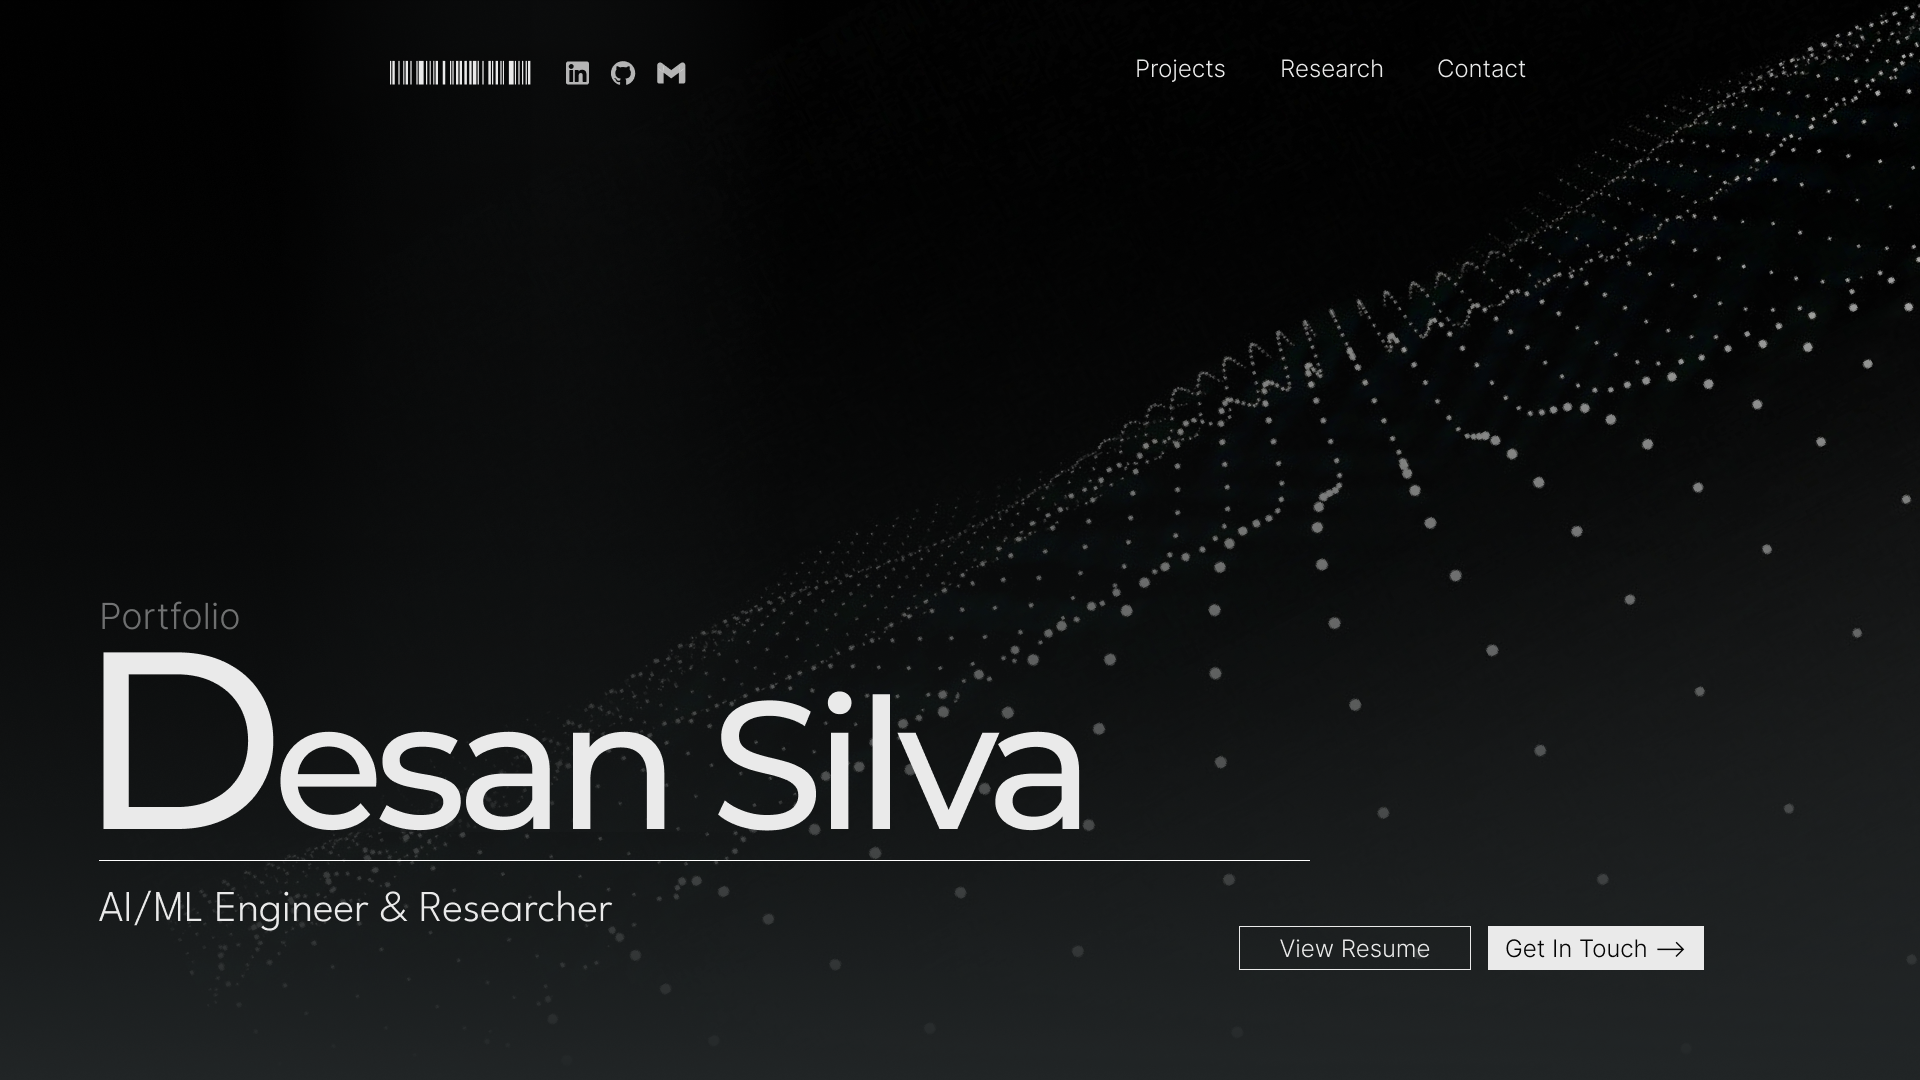 Projects Research Contact
Portfolio
Desan Silva
AI/ML Engineer & Researcher
View Resume
Get In Touch →